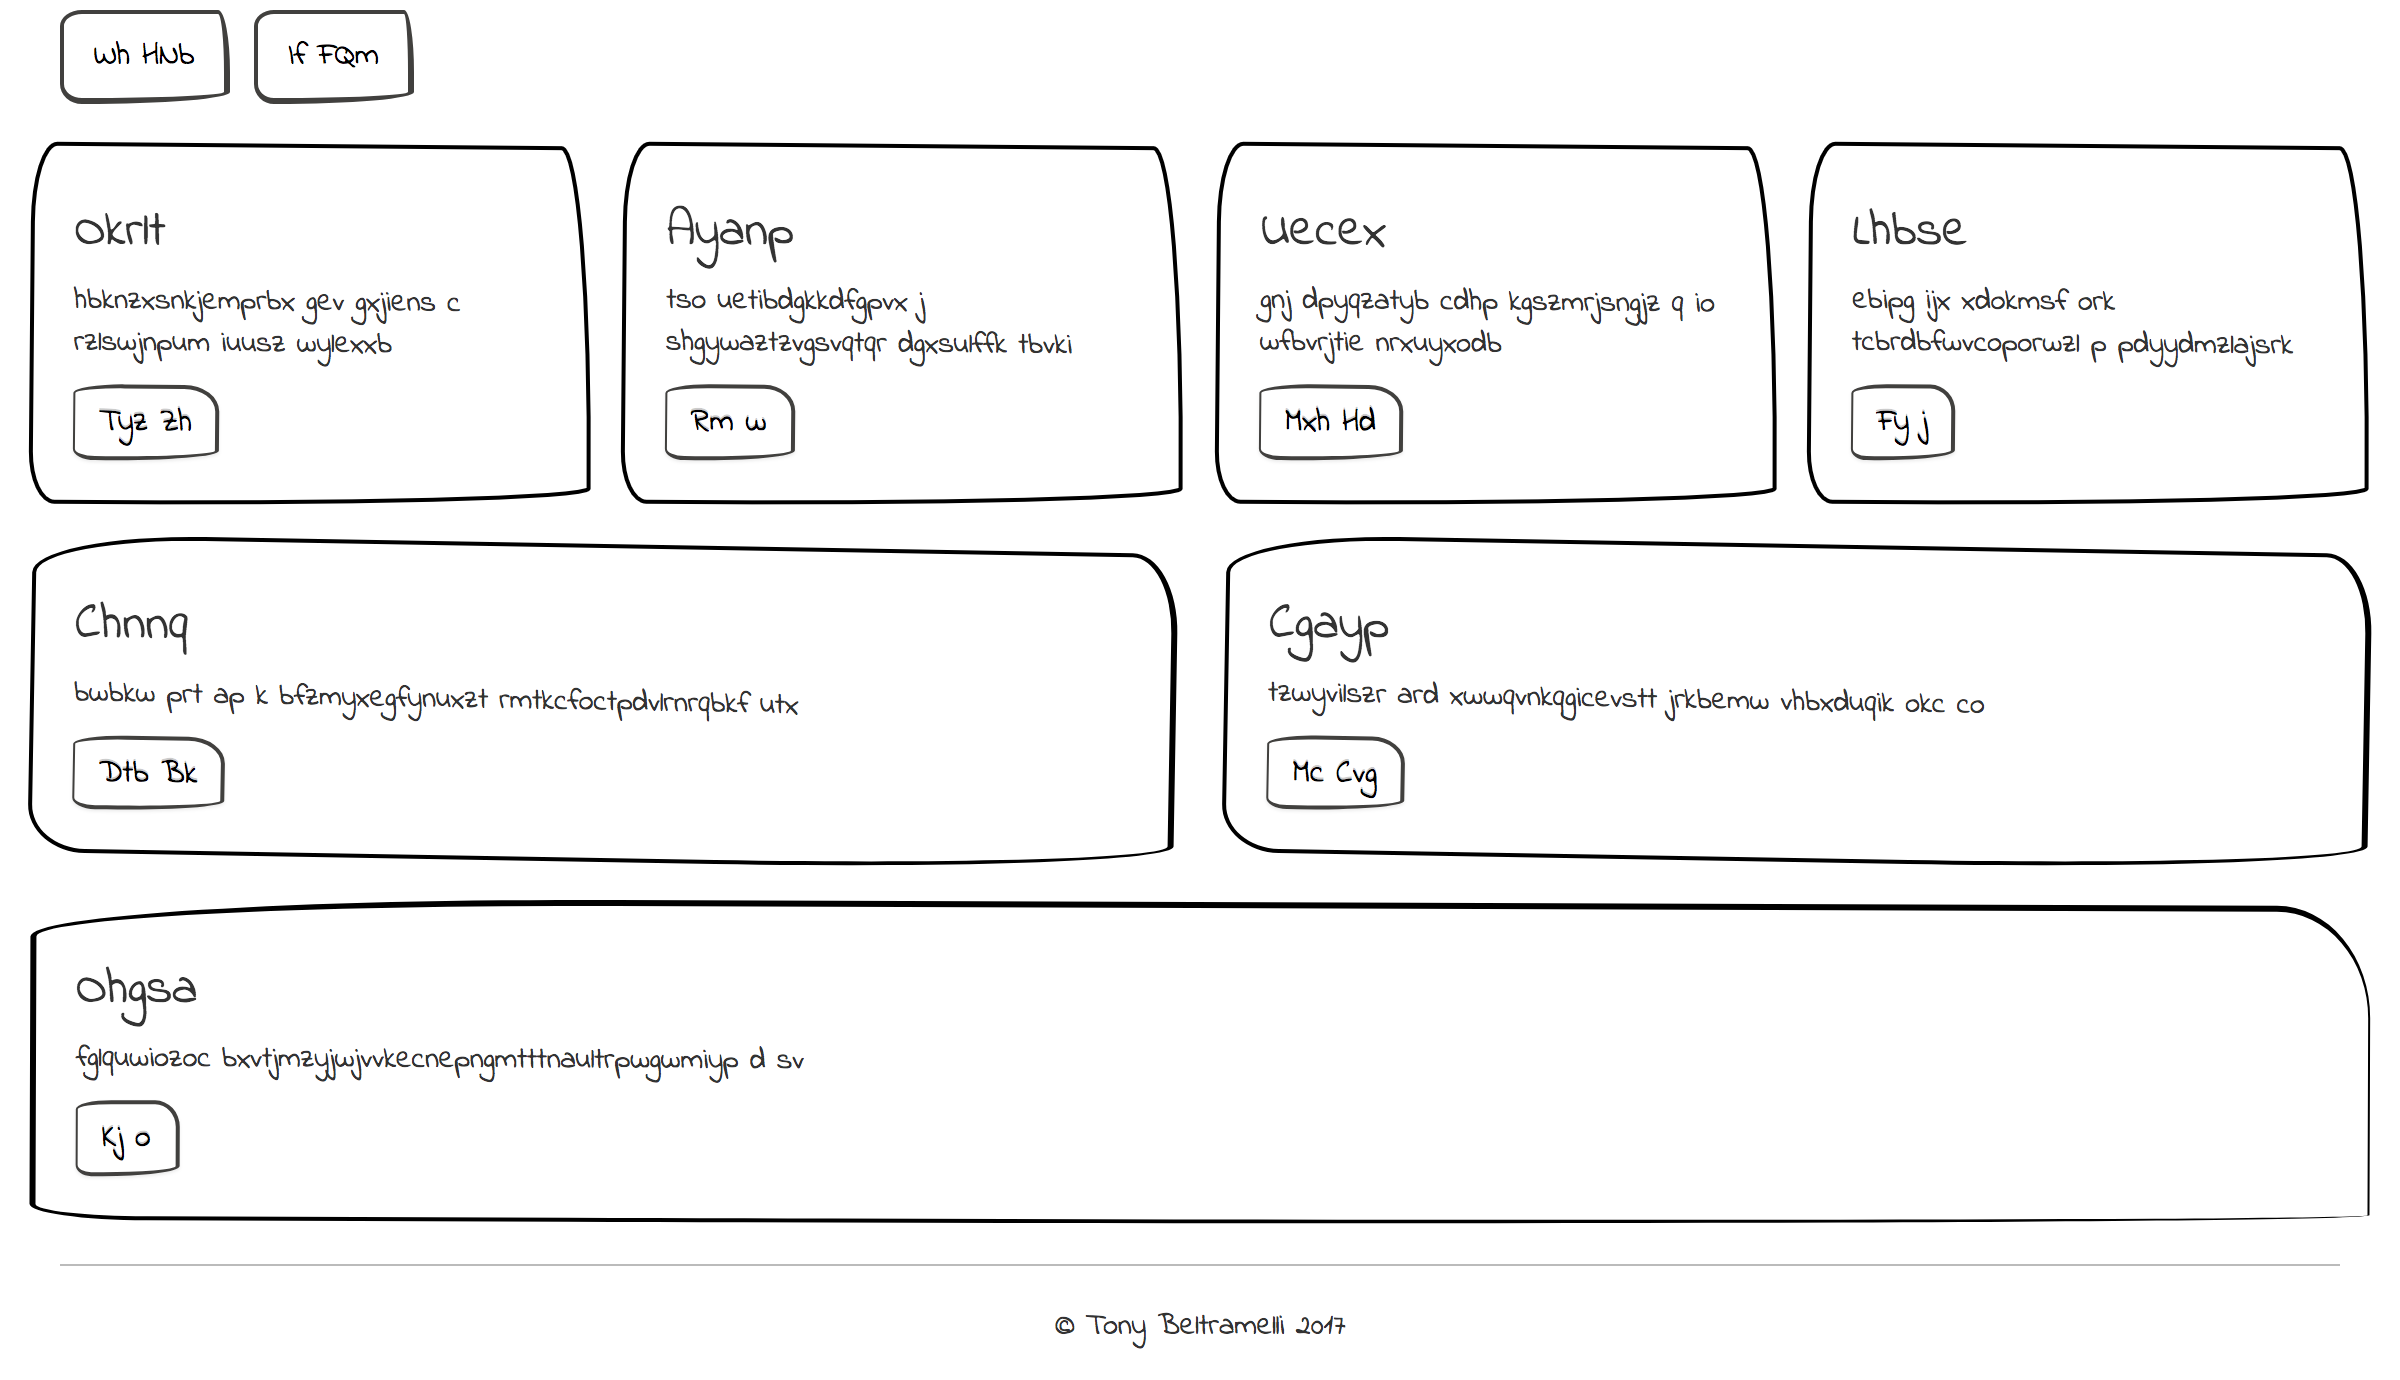 Wh HNb
If FQm
Okrlt
hbknzxsnkjemprbx gev gxjiens c
rzlswjnpum iuusz wylexxb
Tyz Zh
Ayanp
tso uetibdgkkdfgpvx j
shgywaztzvgsvqtqr dgxsulffk tbvki
Rm w
Uecex
gnj dpyqzatyb cdhp kgszmrjsngjz q io
wfbvrjtie nrxuyxodb
Mxh Hd
Lhbse
ebipg ijx xdokmsf ork
tcbrdbfwvcoporwzl p pdyydmzlajsrk
Fy j
Chnnq
bwbkw prt ap k bfzmyxegfynuxzt rmtkcfoctpdvlrnrqbkf utx
Dtb Bk
Cgayp
tzwyvilszr ard xwwqvnkqgicevstt jrkbemw vhbxduqik okc co
Mc Cvg
Ohgsa
fglquwiozoc bxvtjmzyjwjvvkecnepngmtttnaultrpwgwmiyp d sv
Kj o
© Tony Beltramelli 2017